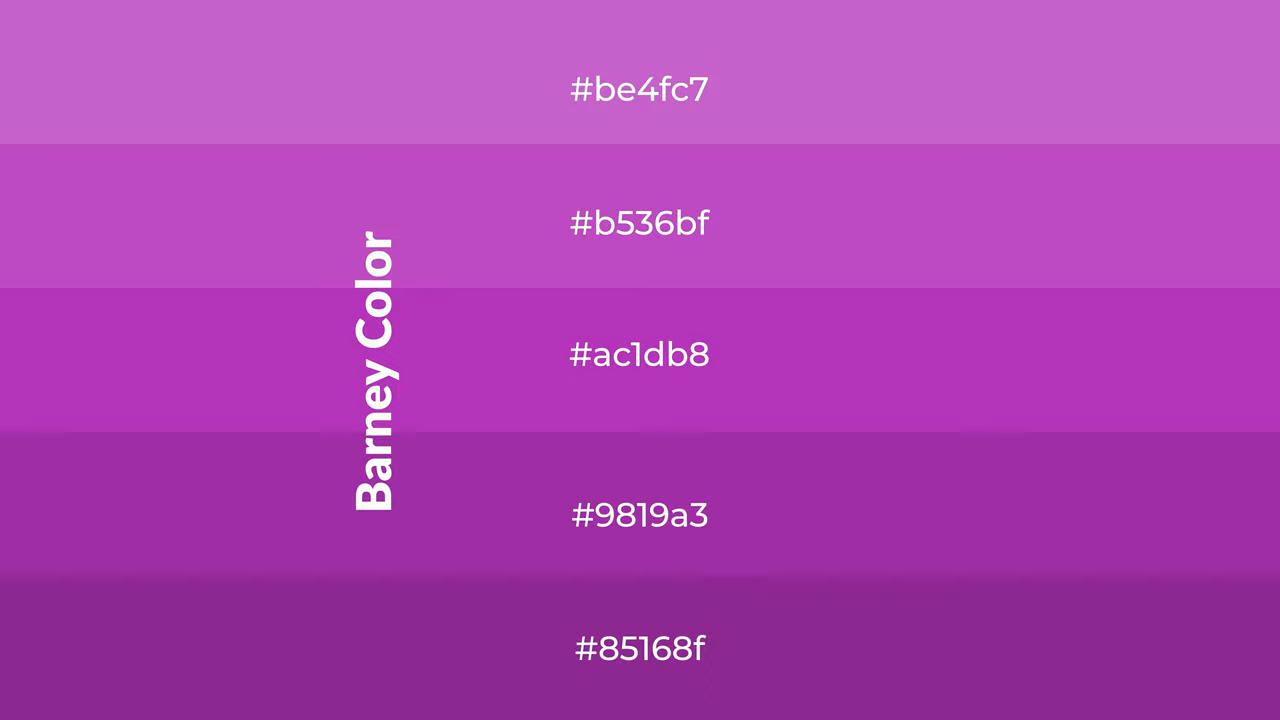 #be4fc7
#b536bf
Barney Color
#ac1db8
#9819a3
#85168f